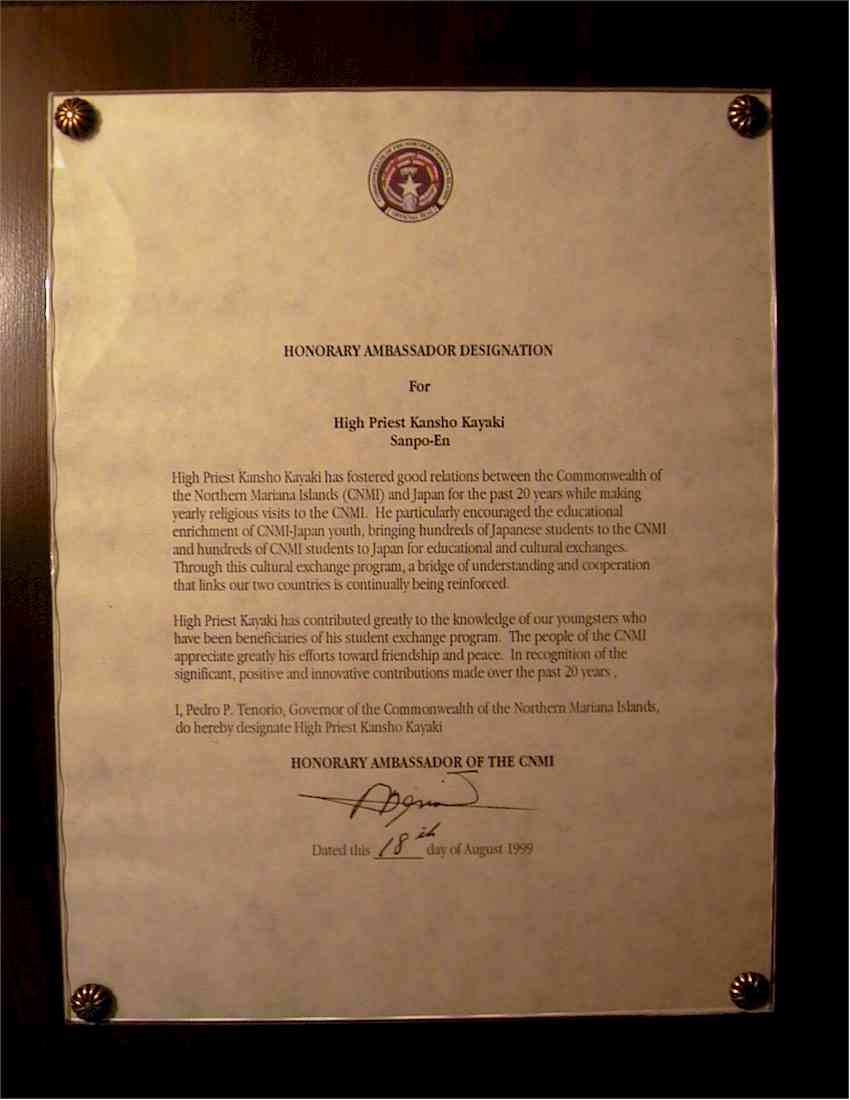 COMMONWEALTH OF THE NORTHERN MARIANA ISLANDS
OFFICIAL SEAL
HONORARY AMBASSADOR DESIGNATION
For
High Priest Kansho Kayaki
Sanpo-En
High Priest Kansho Kayaki has fostered good relations between the Commonwealth of
the Northern Mariana Islands (CNMI) and Japan for the past 20 years while making
yearly religious visits to the CNMI. He particularly encouraged the educational
enrichment of CNMI-Japan youth, bringing hundreds of Japanese students to the CNMI
and hundreds of CNMI students to Japan for educational and cultural exchanges.
Through this cultural exchange program, a bridge of understanding and cooperation
that links our two countries is continually being reinforced.
High Priest Kayaki has contributed greatly to the knowledge of our youngsters who
have been beneficiaries of his student exchange program. The people of the CNMI
appreciate greatly his efforts toward friendship and peace. In recognition of the
significant, positive and innovative contributions made over the past 20 years ,
I, Pedro P. Tenorio, Governor of the Commonwealth of the Northern Mariana Islands,
do hereby designate High Priest Kansho Kayaki
HONORARY AMBASSADOR OF THE CNMI
Dated this 18th day of August 1999